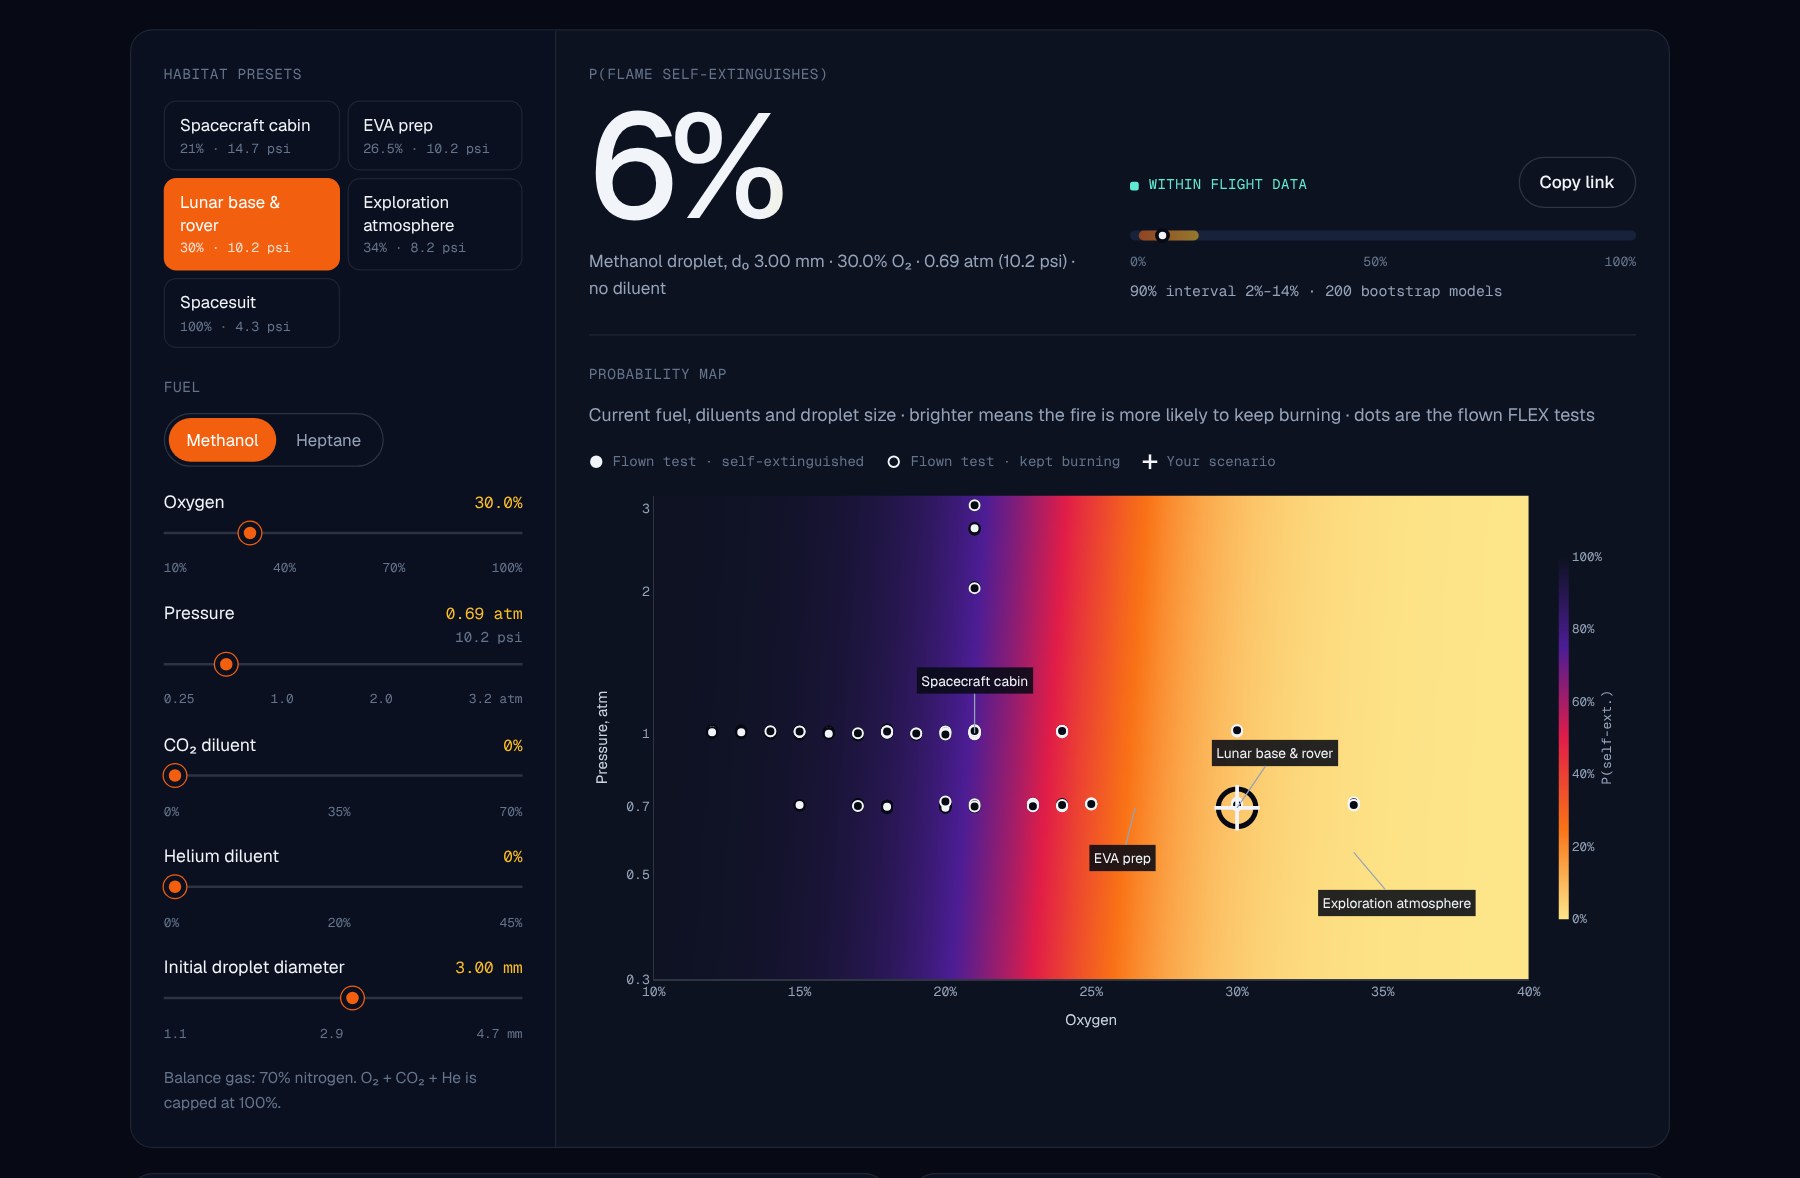 HABITAT PRESETS
Spacecraft cabin
21% · 14.7 psi
EVA prep
26.5% · 10.2 psi
Lunar base &
rover
30% · 10.2 psi
Exploration
atmosphere
34% · 8.2 psi
Spacesuit
100% · 4.3 psi
FUEL
Methanol
Heptane
Oxygen
30.0%
10%
40%
70%
100%
Pressure
0.69 atm
10.2 psi
0.25
1.0
2.0
3.2 atm
CO₂ diluent
0%
0%
35%
70%
Helium diluent
0%
0%
20%
45%
Initial droplet diameter
3.00 mm
1.1
2.9
4.7 mm
Balance gas: 70% nitrogen. O₂ + CO₂ + He is
capped at 100%.
P(FLAME SELF-EXTINGUISHES)
6%
Methanol droplet, d₀ 3.00 mm · 30.0% O₂ · 0.69 atm (10.2 psi) ·
no diluent
WITHIN FLIGHT DATA
Copy link
0%
50%
100%
90% interval 2%–14% · 200 bootstrap models
PROBABILITY MAP
Current fuel, diluents and droplet size · brighter means the fire is more likely to keep burning · dots are the flown FLEX tests
Flown test · self-extinguished
Flown test · kept burning
Your scenario
3
2
1
0.7
0.5
0.3
Pressure, atm
Spacecraft cabin
Lunar base & rover
EVA prep
Exploration atmosphere
10%
15%
20%
25%
30%
35%
40%
Oxygen
100%
80%
60%
40%
20%
0%
P(self-ext.)